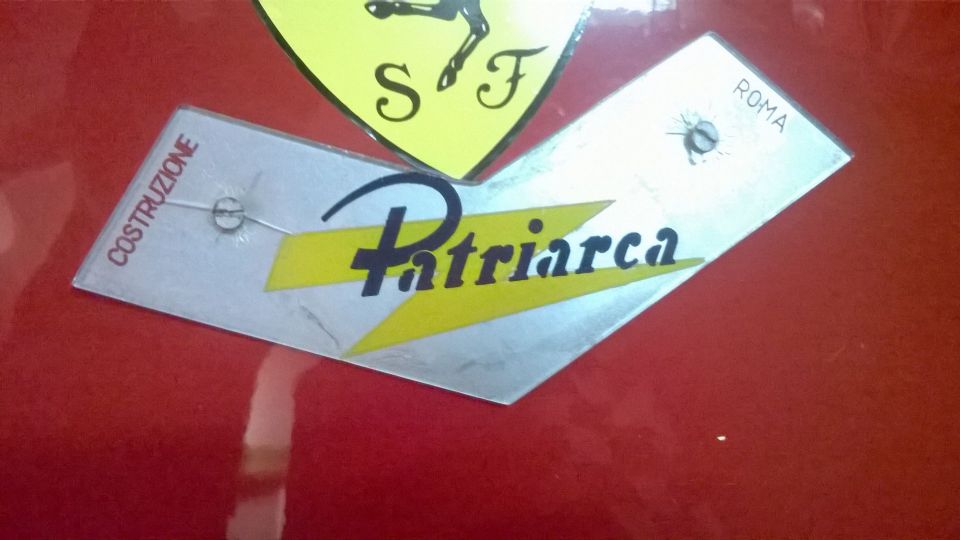 S F
COSTRUZIONE
Patriarca
ROMA